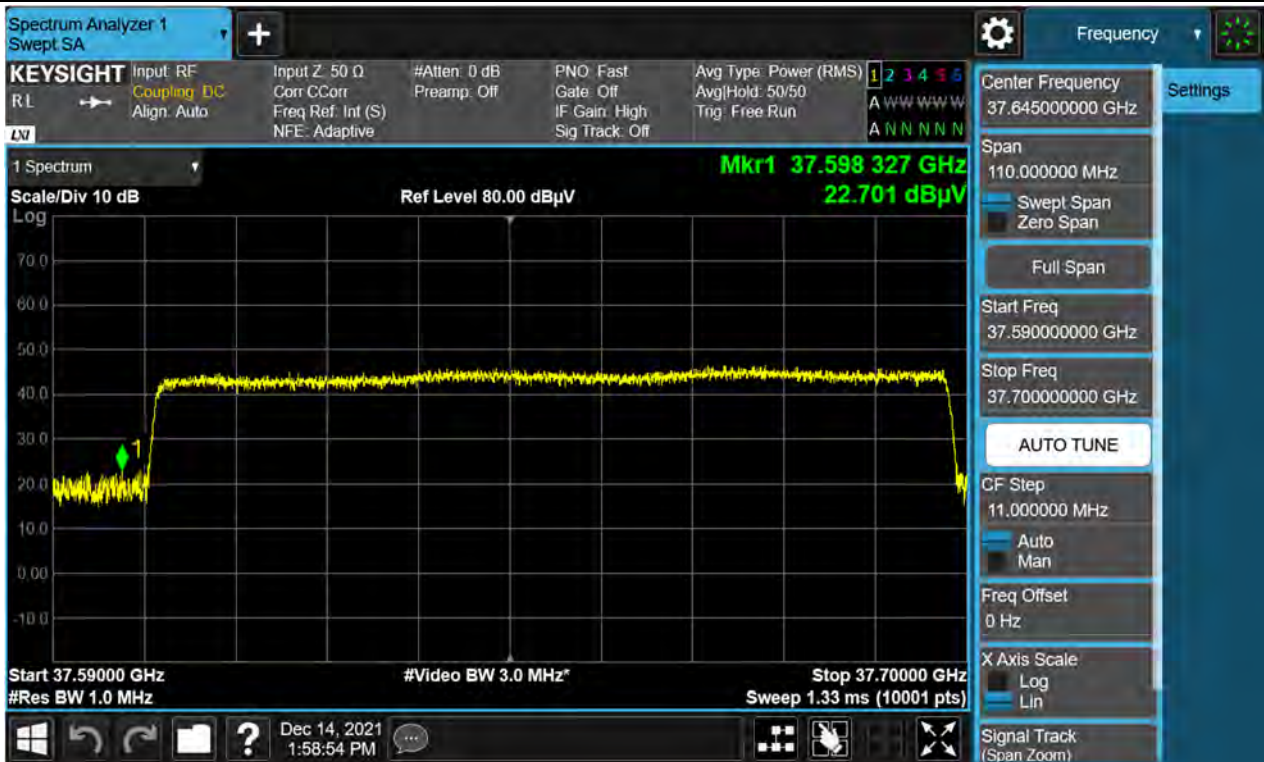 Spectrum Analyzer 1
Swept SA
+
Frequency
KEYSIGHT
RL
LXI
Input: RF
Coupling: DC
Align: Auto
Input Z: 50 Ω
Corr CCorr
Freq Ref: Int (S)
NFE: Adaptive
#Atten: 0 dB
Preamp: Off
PNO: Fast
Gate: Off
IF Gain: High
Sig Track: Off
Avg Type: Power (RMS)
Avg|Hold: 50/50
Trig: Free Run
1 2 3 4 5 6
A W W W W W
A N N N N N
Center Frequency
37.645000000 GHz
Settings
1 Spectrum
Mkr1 37.598 327 GHz
Scale/Div 10 dB
Ref Level 80.00 dBµV
22.701 dBµV
Log
70.0
60.0
50.0
40.0
30.0
20.0
10.0
0.00
-10.0
1
Start 37.59000 GHz
#Video BW 3.0 MHz*
Stop 37.70000 GHz
#Res BW 1.0 MHz
Sweep 1.33 ms (10001 pts)
Span
110.000000 MHz
Swept Span
Zero Span
Full Span
Start Freq
37.590000000 GHz
Stop Freq
37.700000000 GHz
AUTO TUNE
CF Step
11.000000 MHz
Auto
Man
Freq Offset
0 Hz
X Axis Scale
Log
Lin
Signal Track
(Span Zoom)
?
Dec 14, 2021
1:58:54 PM